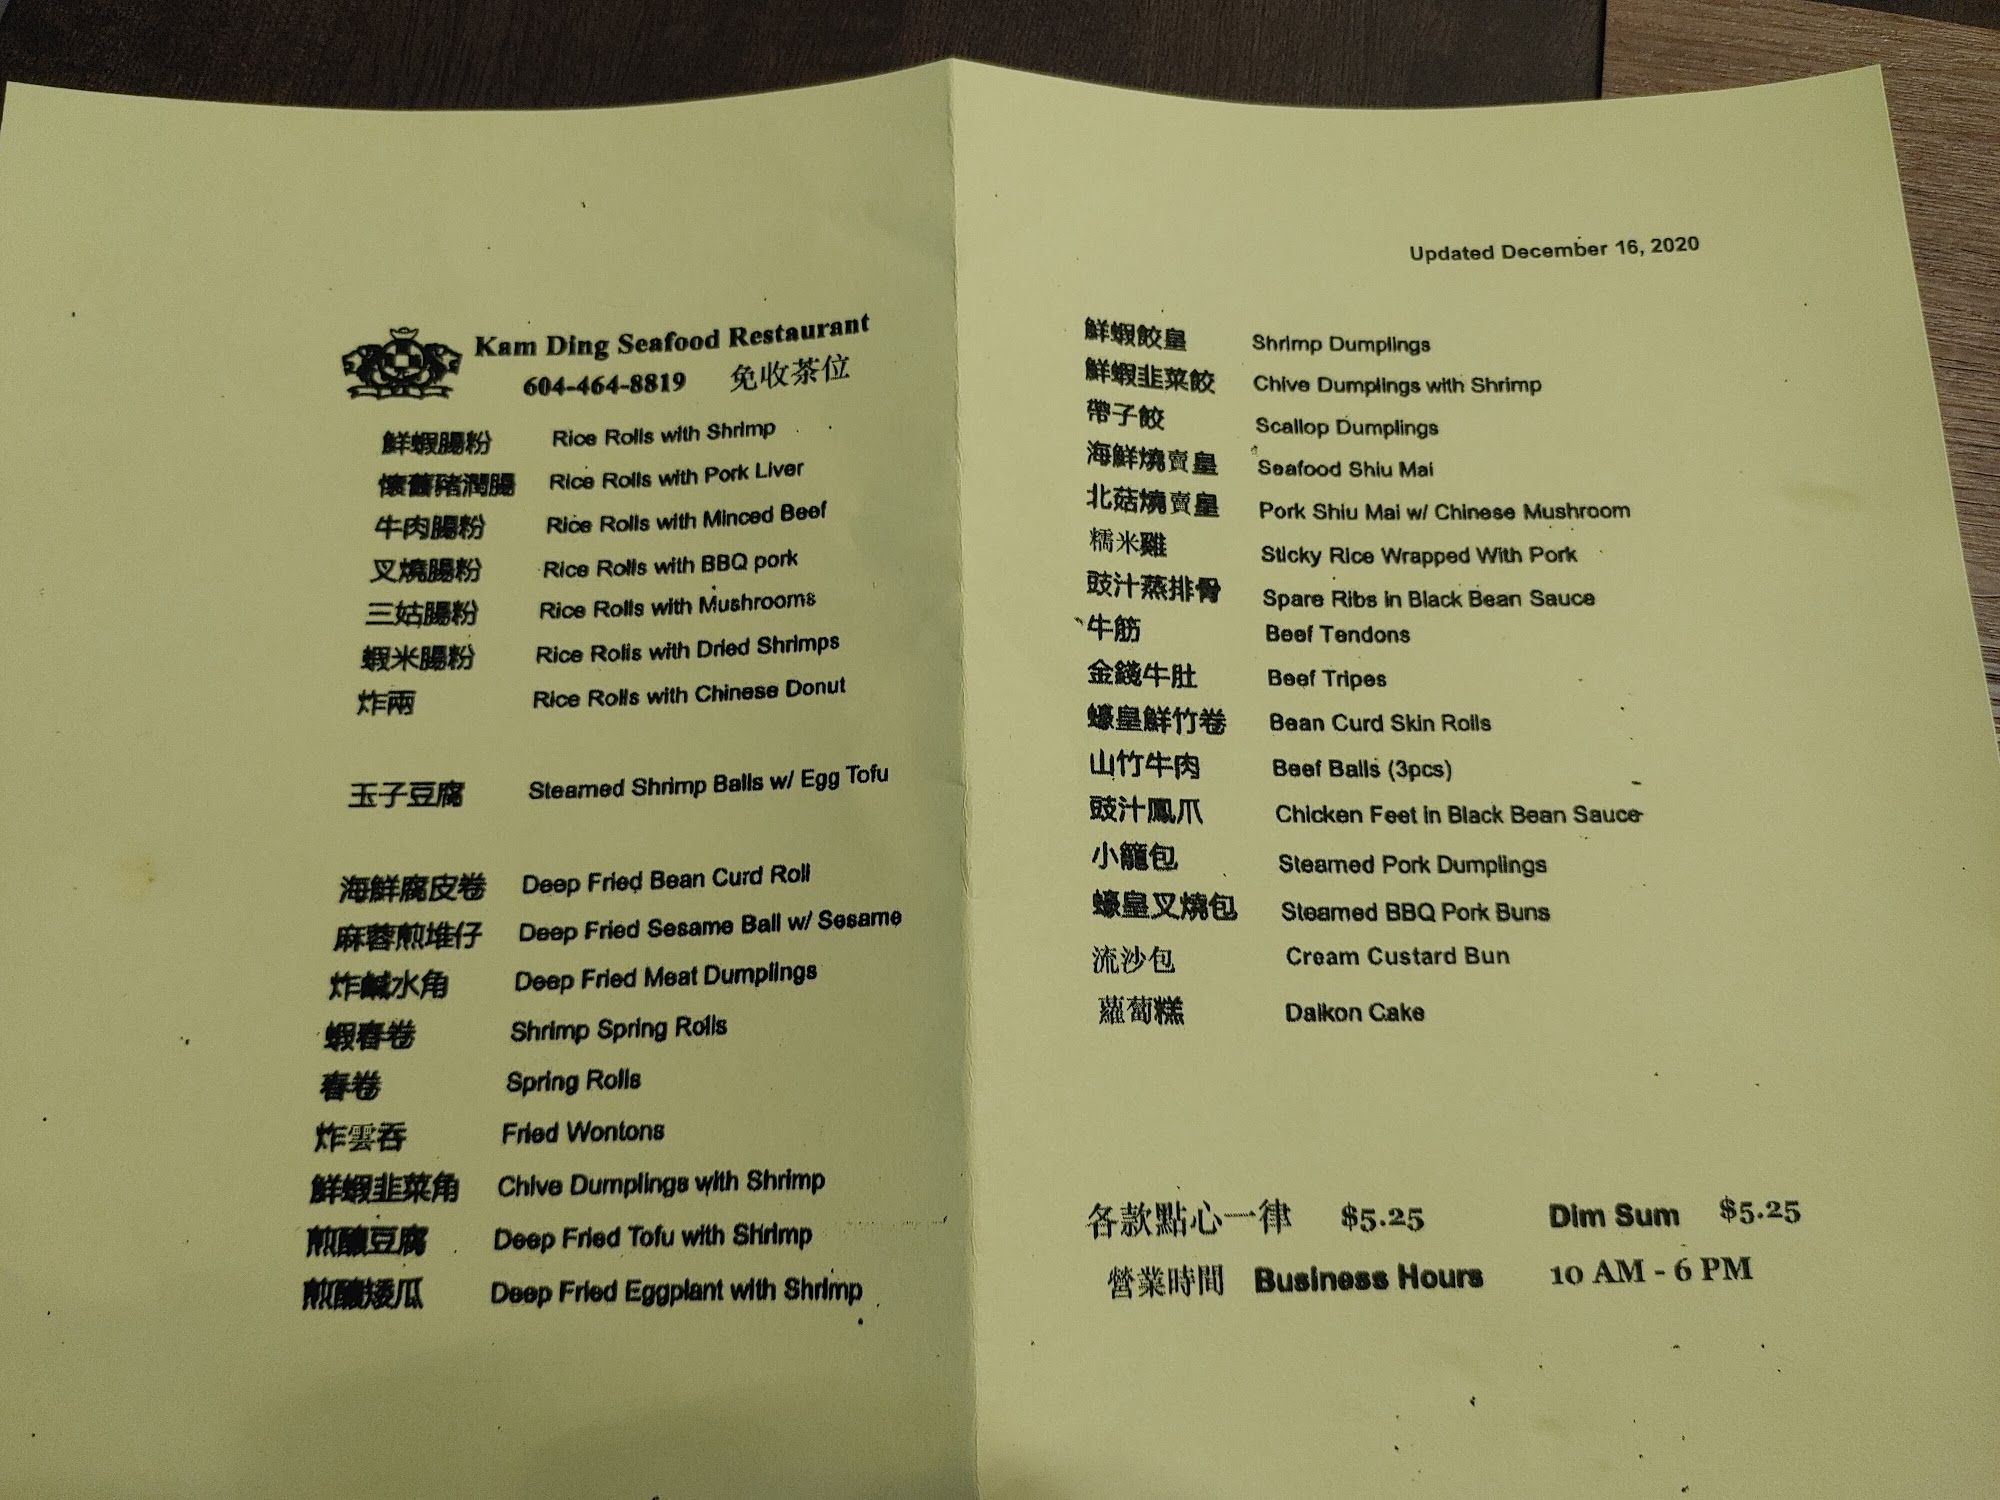 Kam Ding Seafood Restaurant
604-464-8819 免收茶位
鮮蝦腸粉 Rice Rolls with Shrimp
懷舊豬潤腸 Rice Rolls with Pork Liver
牛肉腸粉 Rice Rolls with Minced Beef
叉燒腸粉 Rice Rolls with BBQ pork
三姑腸粉 Rice Rolls with Mushrooms
蝦米腸粉 Rice Rolls with Dried Shrimps
炸兩 Rice Rolls with Chinese Donut
玉子豆腐 Steamed Shrimp Balls w/ Egg Tofu
海鮮腐皮卷 Deep Fried Bean Curd Roll
麻蓉煎堆仔 Deep Fried Sesame Ball w/ Sesame
炸鹹水角 Deep Fried Meat Dumplings
蝦春卷 Shrimp Spring Rolls
春卷 Spring Rolls
炸雲吞 Fried Wontons
鮮蝦韭菜角 Chive Dumplings with Shrimp
煎釀豆腐 Deep Fried Tofu with Shrimp
煎釀矮瓜 Deep Fried Eggplant with Shrimp
Updated December 16, 2020
鮮蝦餃皇 Shrimp Dumplings
鮮蝦韭菜餃 Chive Dumplings with Shrimp
帶子餃 Scallop Dumplings
海鮮燒賣皇 Seafood Shiu Mai
北菇燒賣皇 Pork Shiu Mai w/ Chinese Mushroom
糯米雞 Sticky Rice Wrapped With Pork
豉汁蒸排骨 Spare Ribs in Black Bean Sauce
牛筋 Beef Tendons
金錢牛肚 Beef Tripes
蠔皇鮮竹卷 Bean Curd Skin Rolls
山竹牛肉 Beef Balls (3pcs)
豉汁鳳爪 Chicken Feet in Black Bean Sauce
小籠包 Steamed Pork Dumplings
蠔皇叉燒包 Steamed BBQ Pork Buns
流沙包 Cream Custard Bun
蘿蔔糕 Daikon Cake
各款點心一律 $5.25 Dim Sum $5.25
營業時間 Business Hours 10 AM - 6 PM